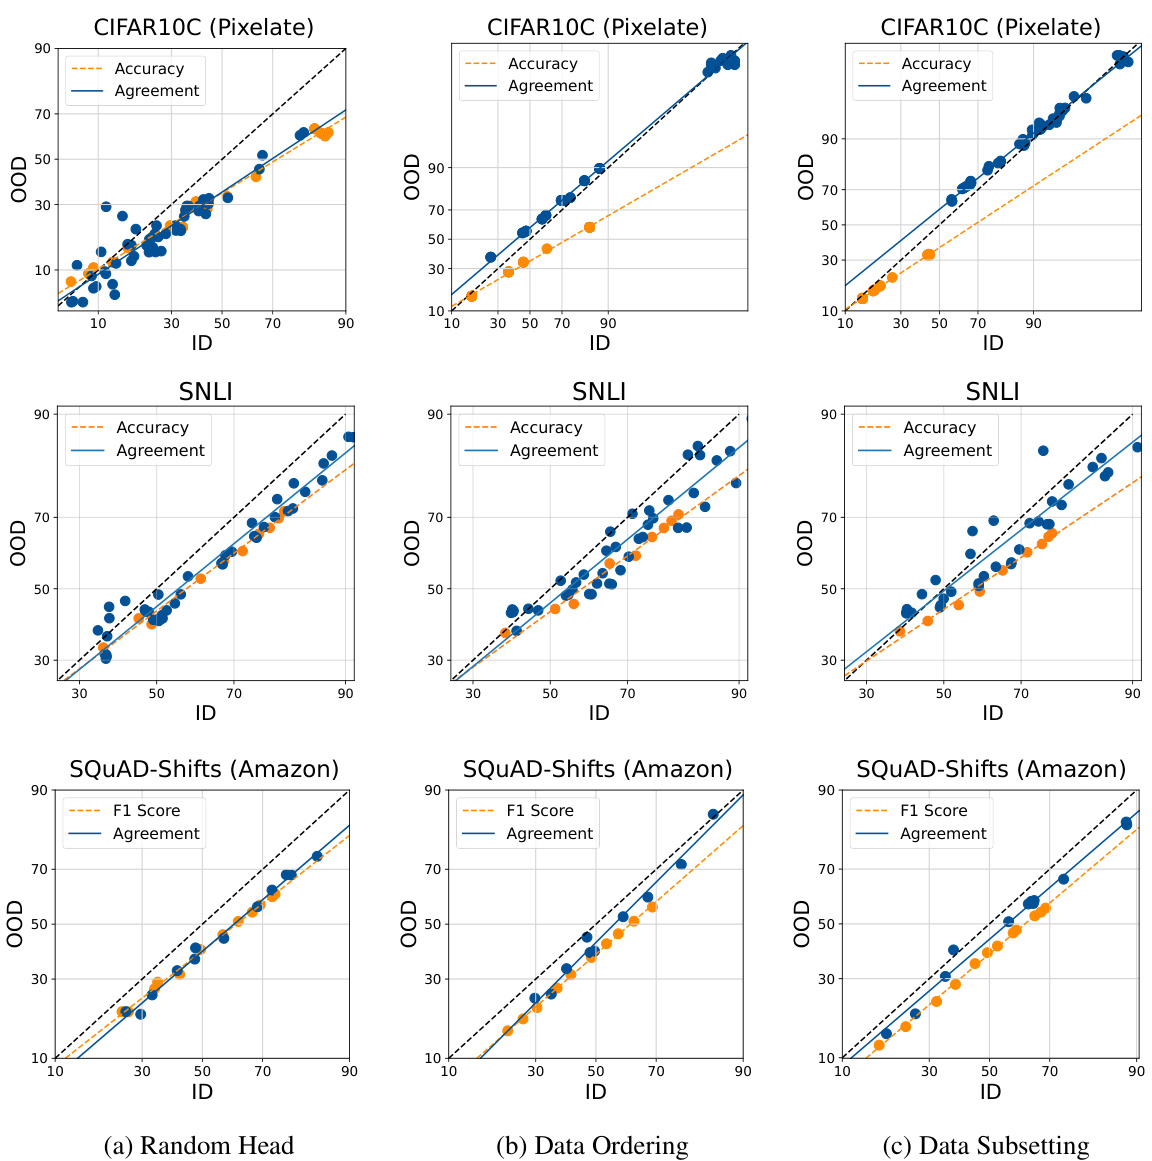 CIFAR10C (Pixelate)
Accuracy
Agreement
90
70
50
30
10
OOD
10 30 50 70 90
ID
CIFAR10C (Pixelate)
Accuracy
Agreement
90
70
50
30
10
OOD
10 30 50 70 90
ID
CIFAR10C (Pixelate)
Accuracy
Agreement
90
70
50
30
10
OOD
10 30 50 70 90
ID
SNLI
Accuracy
Agreement
90
70
50
30
OOD
30 50 70 90
ID
SNLI
Accuracy
Agreement
90
70
50
30
OOD
30 50 70 90
ID
SNLI
Accuracy
Agreement
90
70
50
30
OOD
30 50 70 90
ID
SQuAD-Shifts (Amazon)
F1 Score
Agreement
90
70
50
30
10
OOD
10 30 50 70 90
ID
SQuAD-Shifts (Amazon)
F1 Score
Agreement
90
70
50
30
10
OOD
10 30 50 70 90
ID
SQuAD-Shifts (Amazon)
F1 Score
Agreement
90
70
50
30
10
OOD
10 30 50 70 90
ID
(a) Random Head
(b) Data Ordering
(c) Data Subsetting